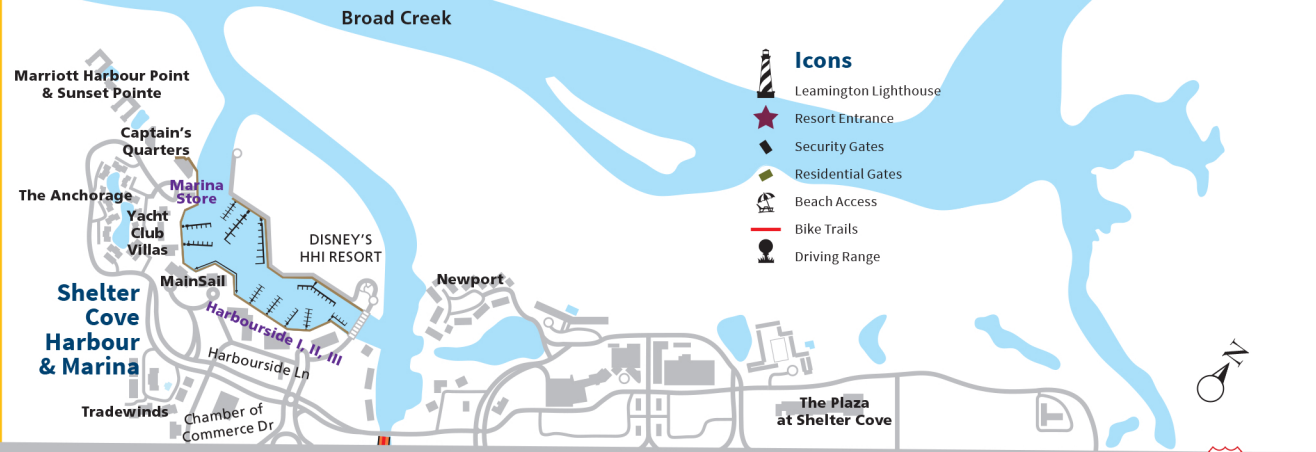 Broad Creek
Marriott Harbour Point
& Sunset Pointe
Captain's
Quarters
The Anchorage
Marina
Store
Yacht
Club
Villas
MainSail
DISNEY'S
HHI RESORT
Newport
Shelter
Cove
Harbour
& Marina
Harbourside I, II, III
Harbourside Ln
Tradewinds
Chamber of
Commerce Dr
The Plaza
at Shelter Cove
Icons
Leamington Lighthouse
Resort Entrance
Security Gates
Residential Gates
Beach Access
Bike Trails
Driving Range
N